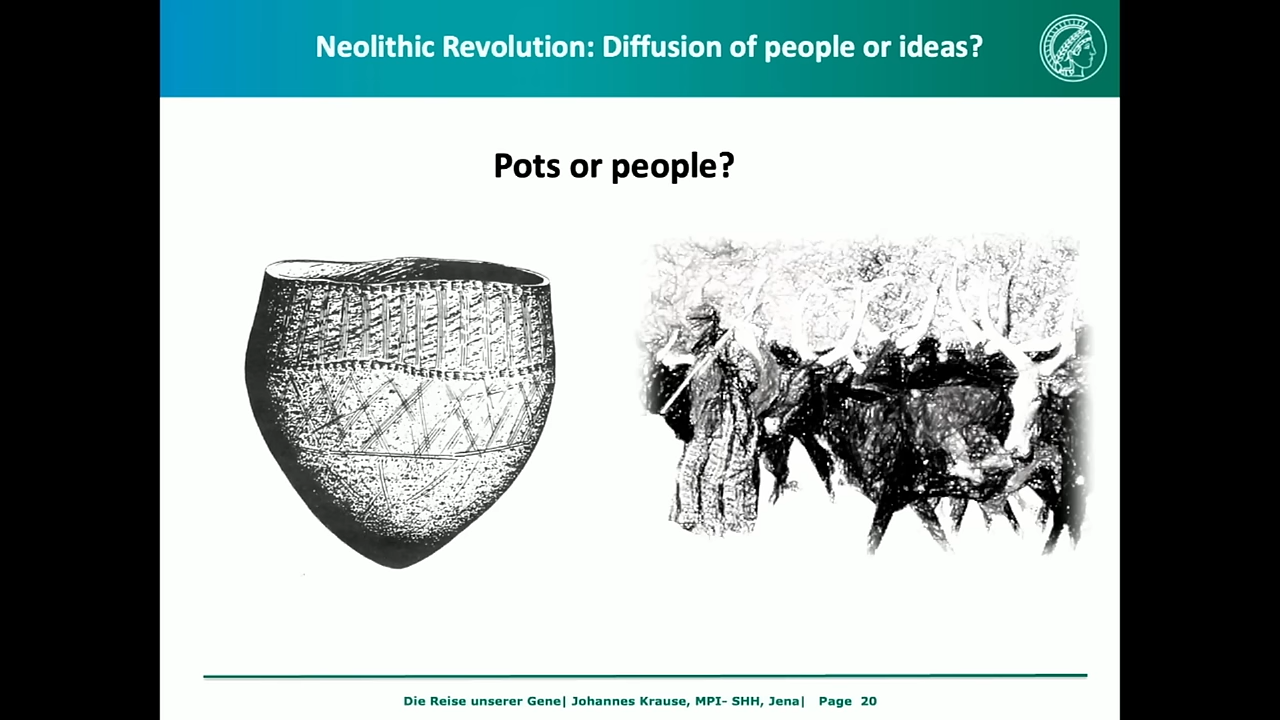 Neolithic Revolution: Diffusion of people or ideas?
Pots or people?
Die Reise unserer Gene| Johannes Krause, MPI- SHH, Jena| Page 20